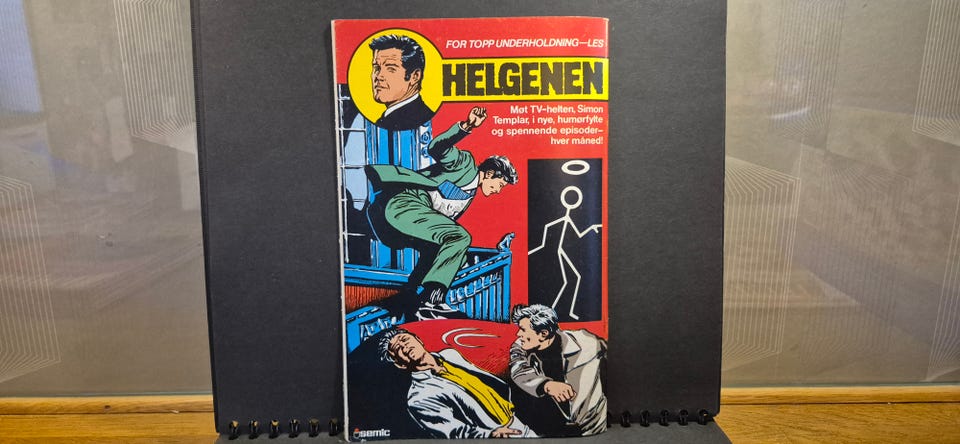 FOR TOPP UNDERHOLDNING—LES
HELGENEN
Møt TV-helten, Simon
Templar, i nye, humørfylte
og spennende episoder–
hver måned!
semic